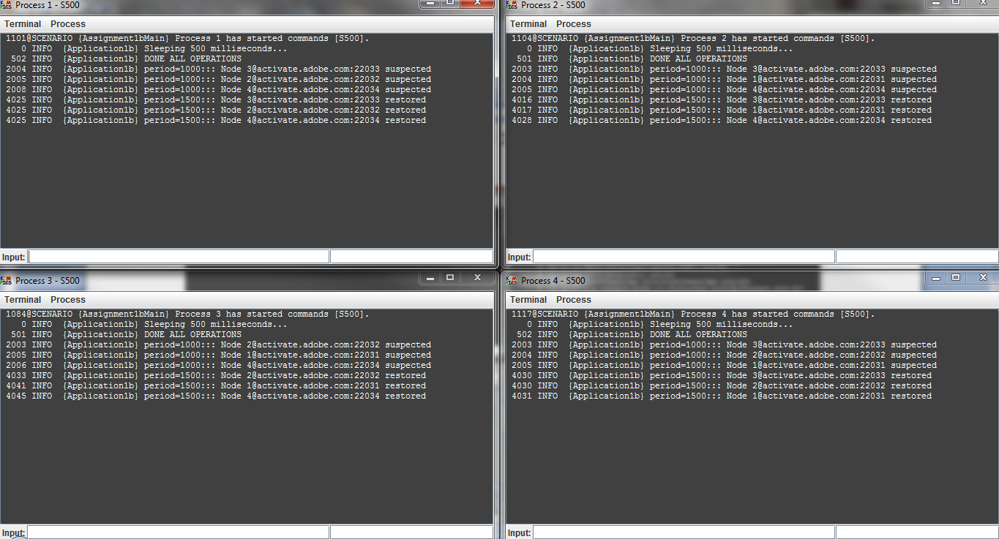 Process 1 - S500
Terminal Process
1101@SCENARIO {Assignment1bMain} Process 1 has started commands [S500].
0 INFO {Application1b} Sleeping 500 milliseconds...
502 INFO {Application1b} DONE ALL OPERATIONS
2004 INFO {Application1b} period=1000::: Node 3@activate.adobe.com:22033 suspected
2005 INFO {Application1b} period=1000::: Node 2@activate.adobe.com:22032 suspected
2008 INFO {Application1b} period=1000::: Node 4@activate.adobe.com:22034 suspected
4025 INFO {Application1b} period=1500::: Node 3@activate.adobe.com:22033 restored
4025 INFO {Application1b} period=1500::: Node 2@activate.adobe.com:22032 restored
4025 INFO {Application1b} period=1500::: Node 4@activate.adobe.com:22034 restored
Input:
Process 2 - S500
Terminal Process
1104@SCENARIO {Assignment1bMain} Process 2 has started commands [S500].
0 INFO {Application1b} Sleeping 500 milliseconds...
501 INFO {Application1b} DONE ALL OPERATIONS
2003 INFO {Application1b} period=1000::: Node 3@activate.adobe.com:22033 suspected
2004 INFO {Application1b} period=1000::: Node 1@activate.adobe.com:22031 suspected
2005 INFO {Application1b} period=1000::: Node 4@activate.adobe.com:22034 suspected
4016 INFO {Application1b} period=1500::: Node 3@activate.adobe.com:22033 restored
4017 INFO {Application1b} period=1500::: Node 1@activate.adobe.com:22031 restored
4028 INFO {Application1b} period=1500::: Node 4@activate.adobe.com:22034 restored
Input:
Process 3 - S500
Terminal Process
1084@SCENARIO {Assignment1bMain} Process 3 has started commands [S500].
0 INFO {Application1b} Sleeping 500 milliseconds...
501 INFO {Application1b} DONE ALL OPERATIONS
2003 INFO {Application1b} period=1000::: Node 2@activate.adobe.com:22032 suspected
2005 INFO {Application1b} period=1000::: Node 1@activate.adobe.com:22031 suspected
2006 INFO {Application1b} period=1000::: Node 4@activate.adobe.com:22034 suspected
4033 INFO {Application1b} period=1500::: Node 2@activate.adobe.com:22032 restored
4041 INFO {Application1b} period=1500::: Node 1@activate.adobe.com:22031 restored
4045 INFO {Application1b} period=1500::: Node 4@activate.adobe.com:22034 restored
Input:
Process 4 - S500
Terminal Process
1117@SCENARIO {Assignment1bMain} Process 4 has started commands [S500].
0 INFO {Application1b} Sleeping 500 milliseconds...
502 INFO {Application1b} DONE ALL OPERATIONS
2003 INFO {Application1b} period=1000::: Node 3@activate.adobe.com:22033 suspected
2004 INFO {Application1b} period=1000::: Node 2@activate.adobe.com:22032 suspected
2005 INFO {Application1b} period=1000::: Node 1@activate.adobe.com:22031 suspected
4030 INFO {Application1b} period=1500::: Node 3@activate.adobe.com:22033 restored
4030 INFO {Application1b} period=1500::: Node 2@activate.adobe.com:22032 restored
4031 INFO {Application1b} period=1500::: Node 1@activate.adobe.com:22031 restored
Input: